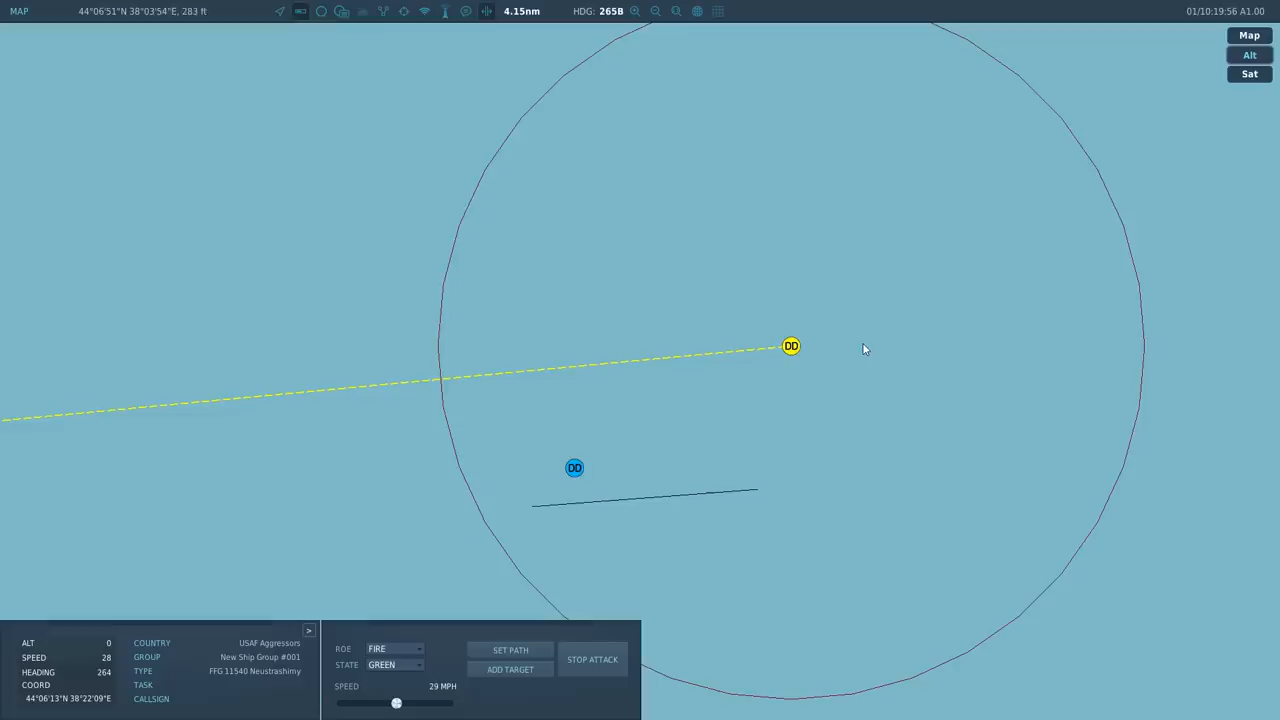 MAP 44°06'51"N 38°03'54"E, 283 ft 4.15nm HDG: 265B 01/10:19:56 A1.00
Map
Alt
Sat
DD
DD
>
ALT 0 COUNTRY USAF Aggressors
SPEED 28 GROUP New Ship Group #001
HEADING 264 TYPE FFG 11540 Neustrashimy
COORD TASK
44°06'13"N 38°22'09"E CALLSIGN
ROE FIRE SET PATH
STATE GREEN ADD TARGET STOP ATTACK
SPEED 29 MPH